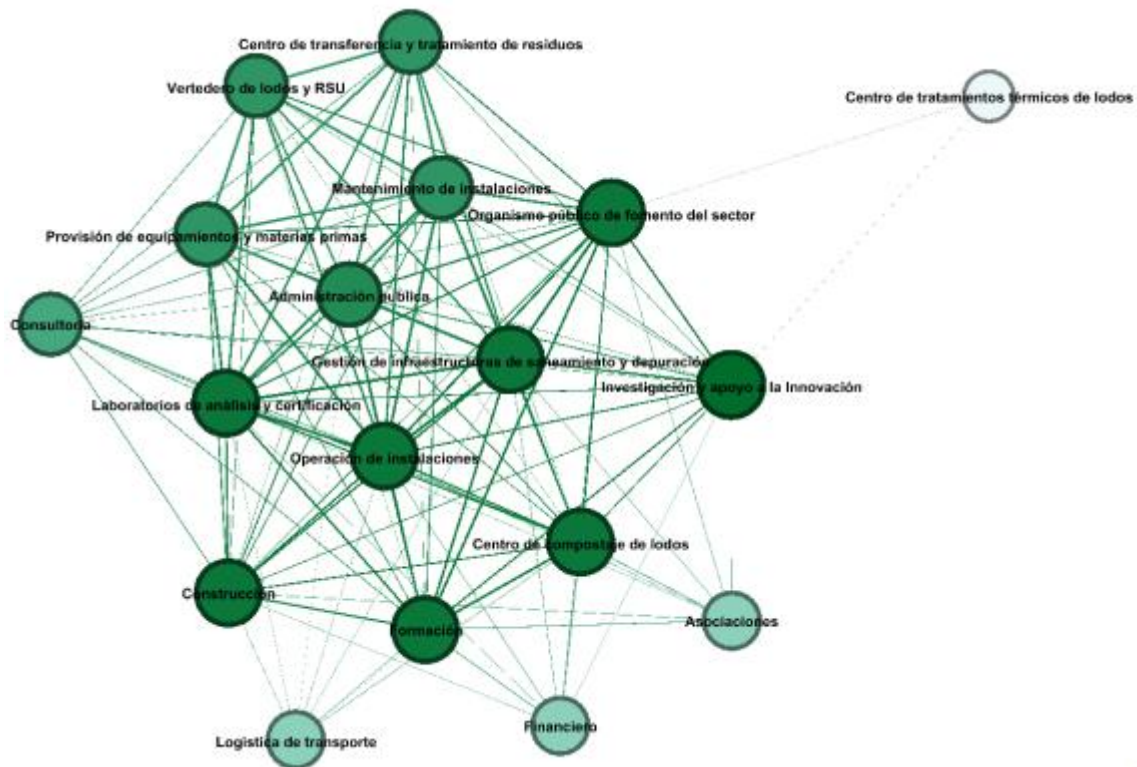 Centro de transferencia y tratamiento de residuos
Vertedero de lodos y RSU
Centro de tratamientos térmicos de lodos
Mantenimiento de instalaciones
Organismo público de fomento del sector
Provisión de equipamientos y materias primas
Administración pública
Consultoría
Gestión de infraestructuras de saneamiento y depuración
Investigación y apoyo a la Innovación
Laboratorios de análisis y certificación
Operación de instalaciones
Centro de compostaje de lodos
Construcción
Formación
Asociaciones
Financiero
Logística de transporte